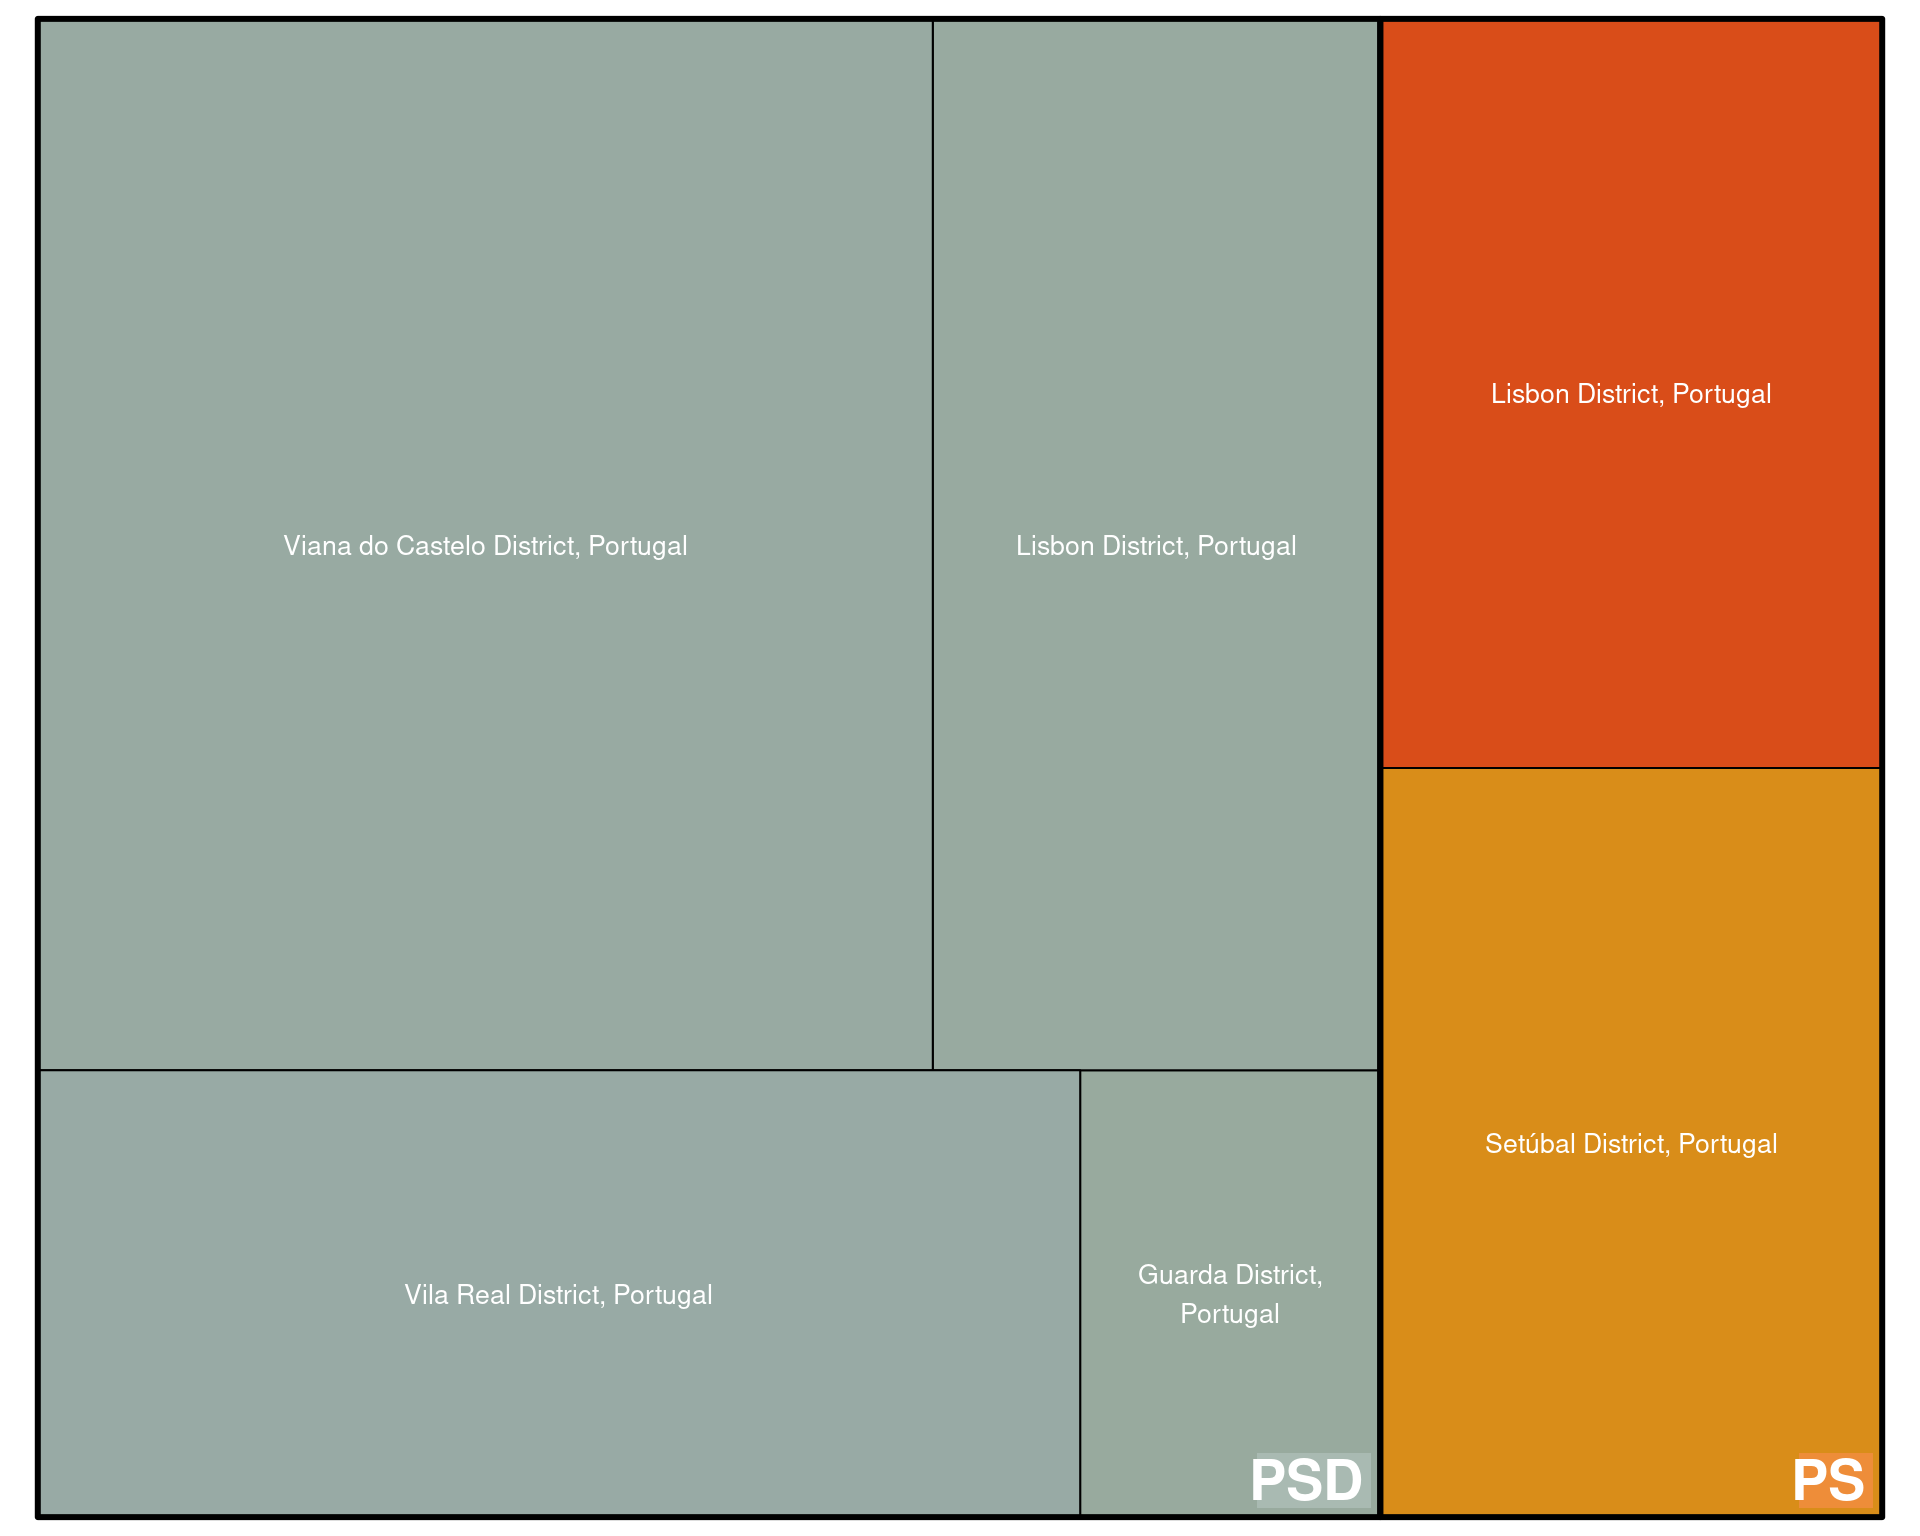 Viana do Castelo District, Portugal
Lisbon District, Portugal
Lisbon District, Portugal
Setúbal District, Portugal
Vila Real District, Portugal
Guarda District,
Portugal
PSD
PS